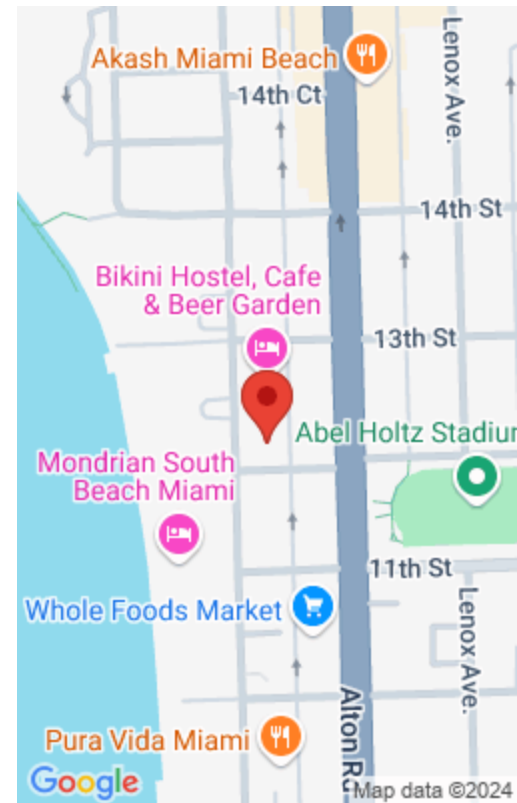 Akash Miami Beach
Lenox Ave.
14th Ct
14th St
Bikini Hostel, Cafe
& Beer Garden
13th St
Abel Holtz Stadiur
Mondrian South
Beach Miami
11th St
Whole Foods Market
Lenox Ave.
Alton Rd
Pura Vida Miami
Google
Map data ©2024